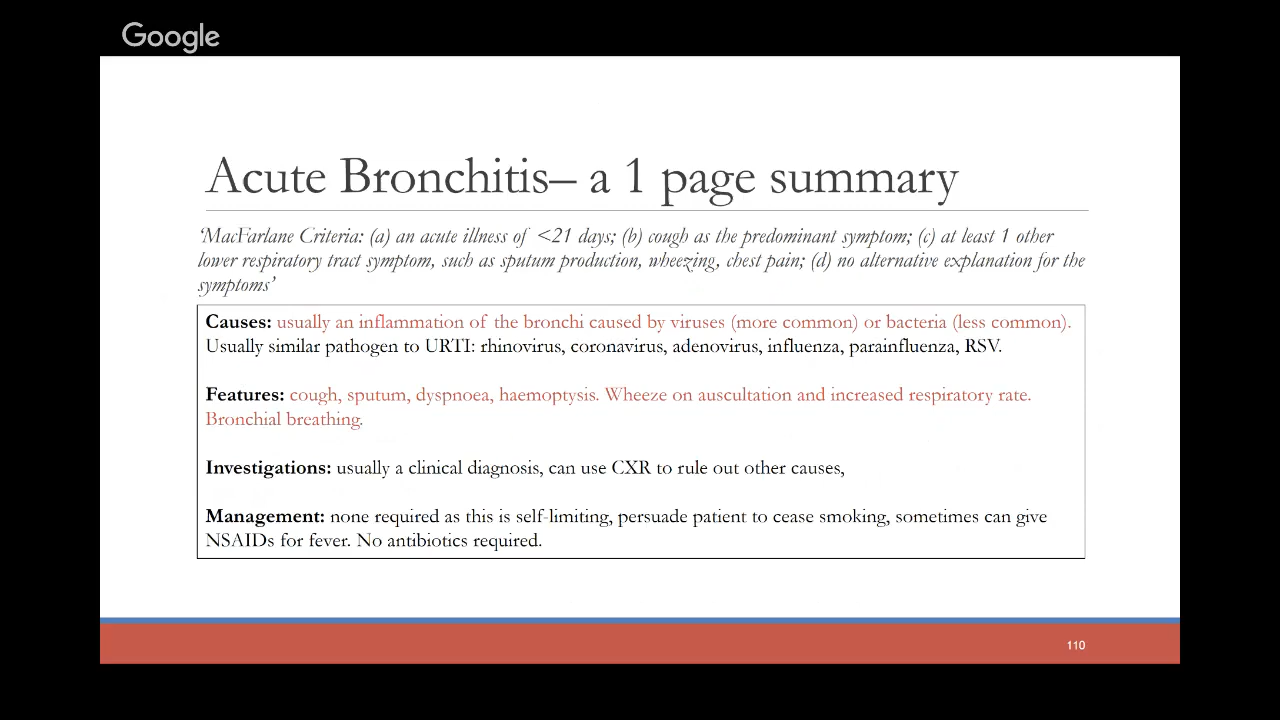 Google
Acute Bronchitis– a 1 page summary
‘MacFarlane Criteria: (a) an acute illness of <21 days; (b) cough as the predominant symptom; (c) at least 1 other
lower respiratory tract symptom, such as sputum production, wheezing, chest pain; (d) no alternative explanation for the
symptoms’
Causes: usually an inflammation of the bronchi caused by viruses (more common) or bacteria (less common).
Usually similar pathogen to URTI: rhinovirus, coronavirus, adenovirus, influenza, parainfluenza, RSV.
Features: cough, sputum, dyspnoea, haemoptysis. Wheeze on auscultation and increased respiratory rate.
Bronchial breathing.
Investigations: usually a clinical diagnosis, can use CXR to rule out other causes,
Management: none required as this is self-limiting, persuade patient to cease smoking, sometimes can give
NSAIDs for fever. No antibiotics required.
110